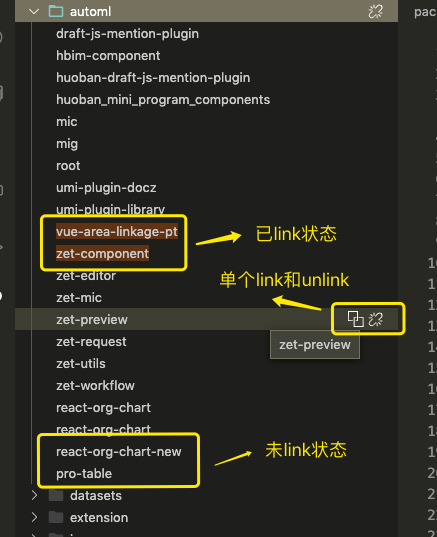 automl
pac
draft-js-mention-plugin
hbim-component
huoban-draft-js-mention-plugin
huoban_mini_program_components
mic
mig
root
umi-plugin-docz
umi-plugin-library
vue-area-linkage-pt
已link状态
zet-component
zet-editor
单个link和unlink
zet-mic
zet-preview
zet-request
zet-preview
zet-utils
zet-workflow
react-org-chart
react-org-chart
react-org-chart-new
未link状态
pro-table
datasets
extension